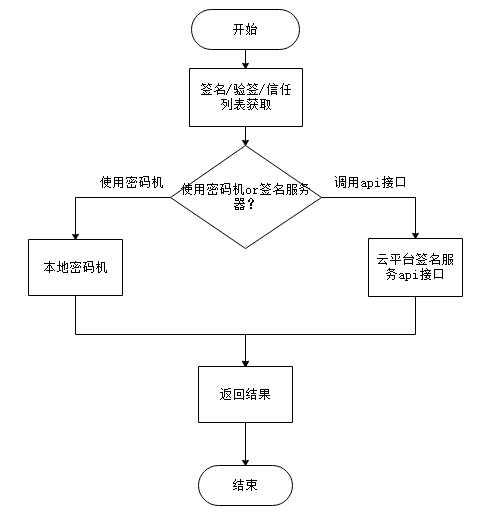 开始
签名/验签/信任
列表获取
使用密码机
使用密码机or签名服务
器？
调用api接口
本地密码机
云平台签名服
务api接口
返回结果
结束